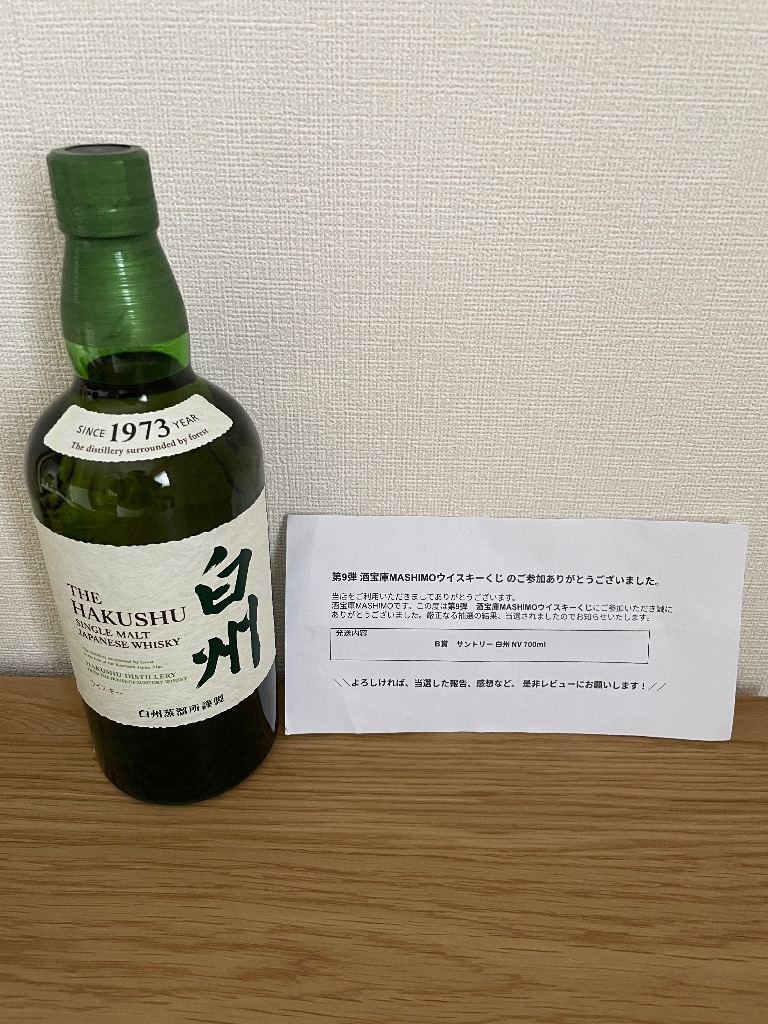 SINCE 1973 YEAR
The distillery surrounded by forest
THE
HAKUSHU
SINGLE MALT
JAPANESE WHISKY
白州
HAKUSHU DISTILLERY
FROM THE HOUSE OF SUNTORY WHISKY
ウイスキー
白州蒸溜所謹製
第9弾 酒宝庫MASHIMOウイスキーくじ のご参加ありがとうございました。
当店をご利用いただきましてありがとうございます。
酒宝庫MASHIMOです。この度は第9弾 酒宝庫MASHIMOウイスキーくじにご参加いただき誠に
ありがとうございました。厳正なる抽選の結果、当選されましたのでお知らせいたします。
発送内容
B賞 サントリー 白州 NV 700ml
＼＼よろしければ、当選した報告、感想など、是非レビューにお願いします！／／